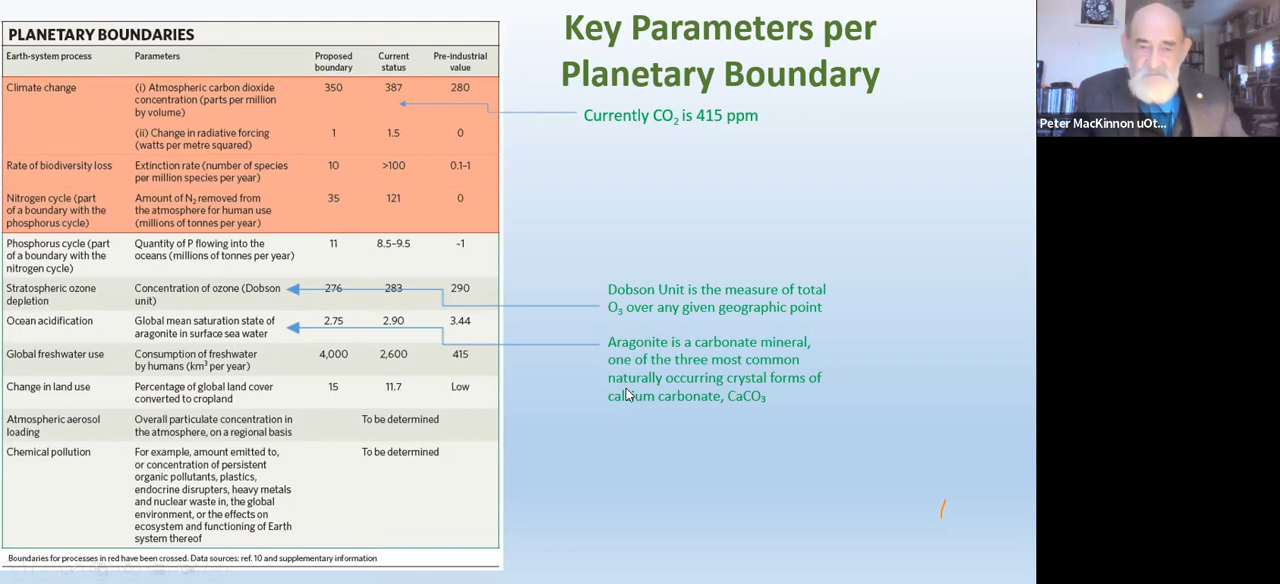 PLANETARY BOUNDARIES
Earth-system process Parameters Proposed boundary Current status Pre-industrial value
Climate change (i) Atmospheric carbon dioxide 350 387 280
concentration (parts per million
by volume)
(ii) Change in radiative forcing 1 1.5 0
(watts per metre squared)
Rate of biodiversity loss Extinction rate (number of species 10 >100 0.1–1
per million species per year)
Nitrogen cycle (part Amount of N₂ removed from 35 121 0
of a boundary with the the atmosphere for human use
phosphorus cycle) (millions of tonnes per year)
Phosphorus cycle (part Quantity of P flowing into the 11 8.5–9.5 ~1
of a boundary with the oceans (millions of tonnes per year)
nitrogen cycle)
Stratospheric ozone Concentration of ozone (Dobson 276 283 290
depletion unit)
Ocean acidification Global mean saturation state of 2.75 2.90 3.44
aragonite in surface sea water
Global freshwater use Consumption of freshwater 4,000 2,600 415
by humans (km³ per year)
Change in land use Percentage of global land cover 15 11.7 Low
converted to cropland
Atmospheric aerosol Overall particulate concentration in To be determined
loading the atmosphere, on a regional basis
Chemical pollution For example, amount emitted to, To be determined
or concentration of persistent
organic pollutants, plastics,
endocrine disrupters, heavy metals
and nuclear waste in, the global
environment, or the effects on
ecosystem and functioning of Earth
system thereof
Boundaries for processes in red have been crossed. Data sources: ref. 10 and supplementary information
Key Parameters per
Planetary Boundary
Currently CO₂ is 415 ppm
Dobson Unit is the measure of total
O₃ over any given geographic point
Aragonite is a carbonate mineral,
one of the three most common
naturally occurring crystal forms of
calcium carbonate, CaCO₃
Peter MacKinnon uOt...